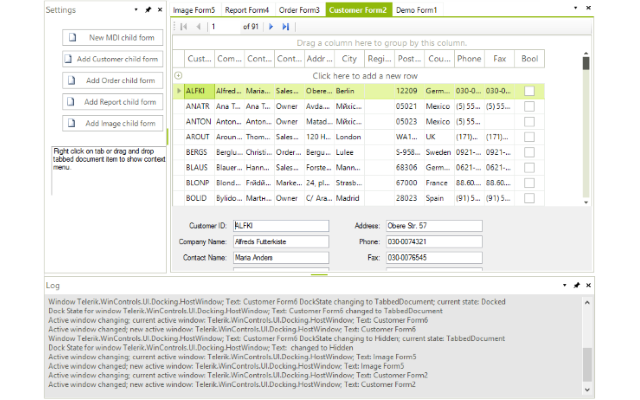 Settings
New MDI child form
Add Customer child form
Add Order child form
Add Report child form
Add Image child form
Right click on tab or drag and drop
tabbed document item to show context
menu.
Image Form5 Report Form4 Order Form3 Customer Form2 Demo Form1
1 of 91
Drag a column here to group by this column.
Cust... Com... Cont... Cont... Addr ... City Regi... Post... Cou... Phone Fax Bool
Click here to add a new row
ALFKI Alfred... Maria... Sales... Obere... Berlin 12209 Germ... 030-0... 030-0...
ANATR Ana T... Ana T... Owner Avda.... 05021 Mexico (5) 55... (5) 55...
ANTON Anton... Anton... Owner Matad... 05023 Mexico (5) 55...
AROUT Aroun... Thom... Sales... 120 H... London WA1... UK (171)... (171)...
BERGS Berglu... Christi... Order... Bergu... Lulee S-958... Sweden 0921-... 0921-...
BLAUS Blauer... Hann... Sales... Forste... Mann... 68306 Germ... 0621-... 0621-...
BLONP Blond... Marke... 24, pl... Strasb... 67000 France 88.60.... 88.60....
BOLID Bylido... Owner C/ Ara... Madrid 28023 Spain (91) 5... (91) 5...
Customer ID: ALFKI Address: Obere Str. 57
Company Name: Alfreds Futterkiste Phone: 030-0074321
Contact Name: Maria Anders Fax: 030-0076545
Log
Window Telerik.WinControls.UI.Docking.HostWindow; Text: Customer Form6 DockState changing to TabbedDocument; current state: Docked
Dock State for window Telerik.WinControls.UI.Docking.HostWindow; Text: Customer Form6 changed to TabbedDocument
Active window changing; current active window: Telerik.WinControls.UI.Docking.HostWindow; Text: Customer Form6
Active window changed; new active window: Telerik.WinControls.UI.Docking.HostWindow; Text: Customer Form6
Window Telerik.WinControls.UI.Docking.HostWindow; Text: Customer Form6 DockState changing to Hidden; current state: TabbedDocument
Dock State for window Telerik.WinControls.UI.Docking.HostWindow; Text: changed to Hidden
Active window changing; current active window: Telerik.WinControls.UI.Docking.HostWindow; Text: Image Form5
Active window changed; new active window: Telerik.WinControls.UI.Docking.HostWindow; Text: Image Form5
Active window changing; current active window: Telerik.WinControls.UI.Docking.HostWindow; Text: Customer Form2
Active window changed; new active window: Telerik.WinControls.UI.Docking.HostWindow; Text: Customer Form2